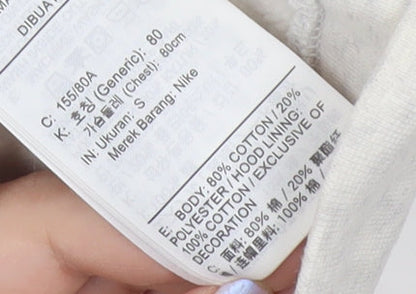 DIBUA
C: 155/80A
K: 호칭(Generic): 80
가슴둘레 (Chest): 80cm
IN: Ukuran: S
Merek Barang: Nike
E: BODY: 80% COTTON / 20%
POLYESTER / HOOD LINING:
100% COTTON / EXCLUSIVE OF
DECORATION
C: 面料: 80% 棉 / 20% 聚酯
连帽里料: 100% 棉